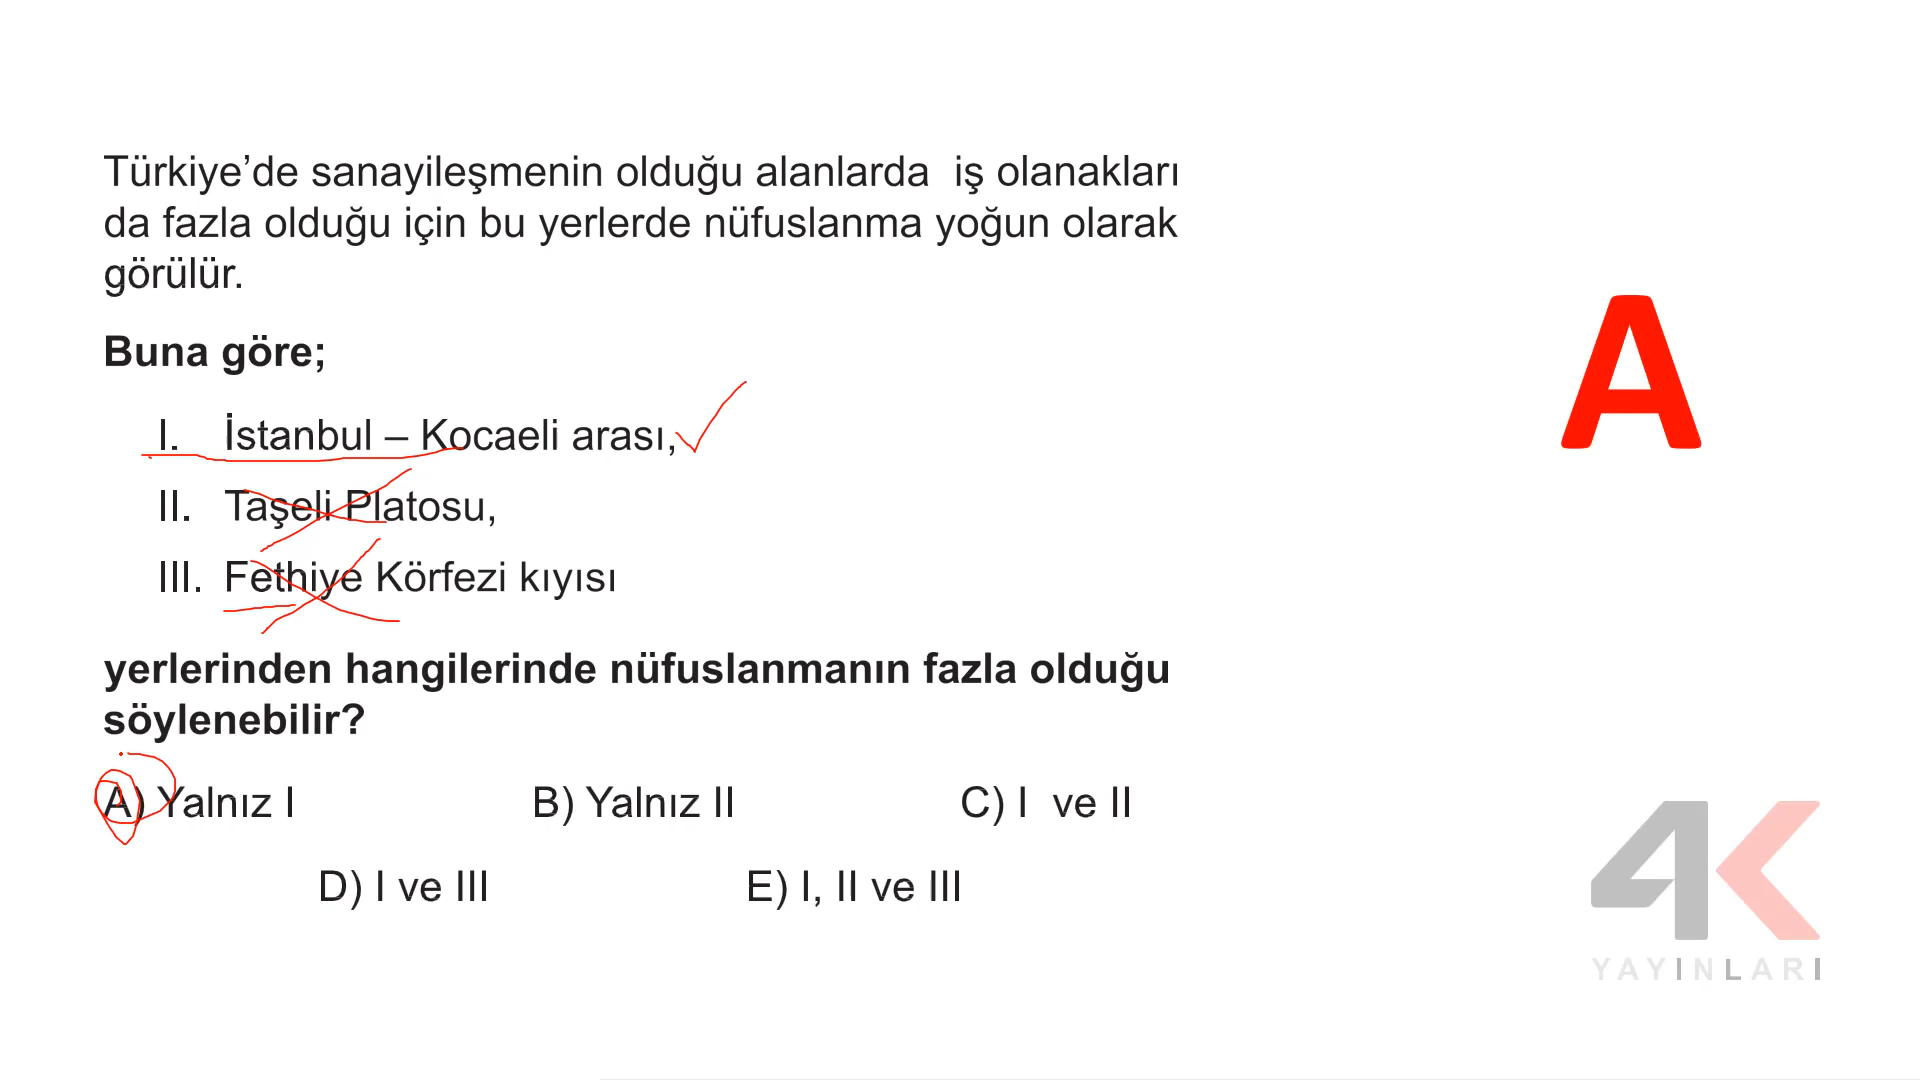 Türkiye’de sanayileşmenin olduğu alanlarda iş olanakları
da fazla olduğu için bu yerlerde nüfuslanma yoğun olarak
görülür.
Buna göre;
I. İstanbul – Kocaeli arası,
II. Taşeli Platosu,
III. Fethiye Körfezi kıyısı
yerlerinden hangilerinde nüfuslanmanın fazla olduğu
söylenebilir?
A) Yalnız I B) Yalnız II C) I ve II
D) I ve III E) I, II ve III
A
4K
YAYINLARI